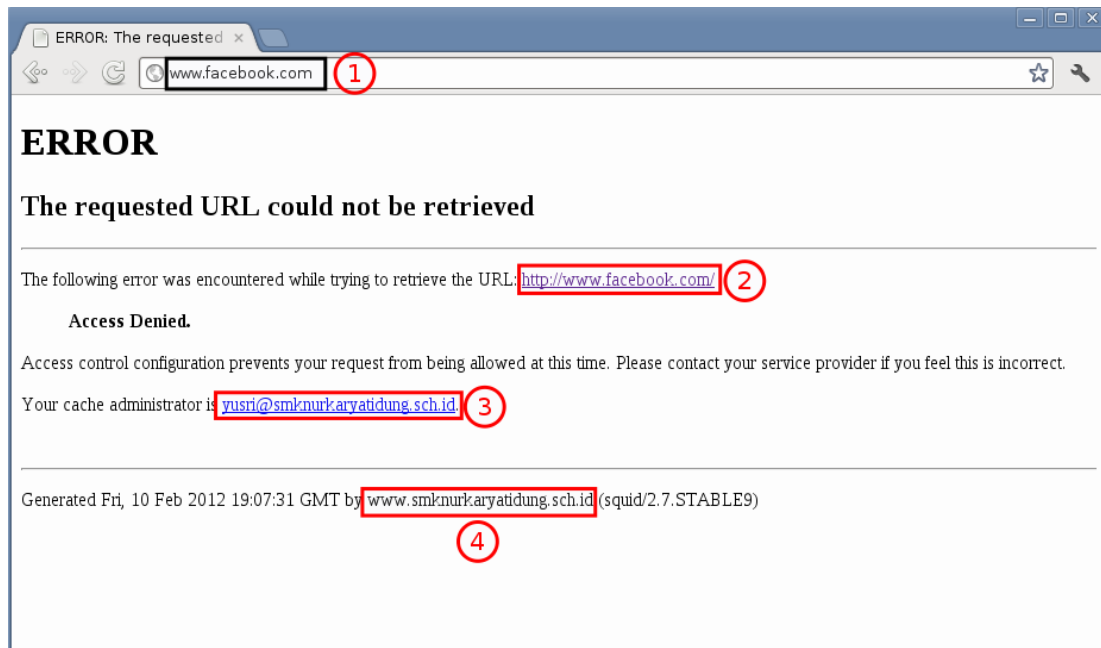 ERROR: The requested
www.facebook.com 1
ERROR
The requested URL could not be retrieved
The following error was encountered while trying to retrieve the URL: http://www.facebook.com/ 2
Access Denied.
Access control configuration prevents your request from being allowed at this time. Please contact your service provider if you feel this is incorrect.
Your cache administrator is yusri@smknurkaryatidung.sch.id. 3
Generated Fri, 10 Feb 2012 19:07:31 GMT by www.smknurkaryatidung.sch.id (squid/2.7.STABLE9)
4